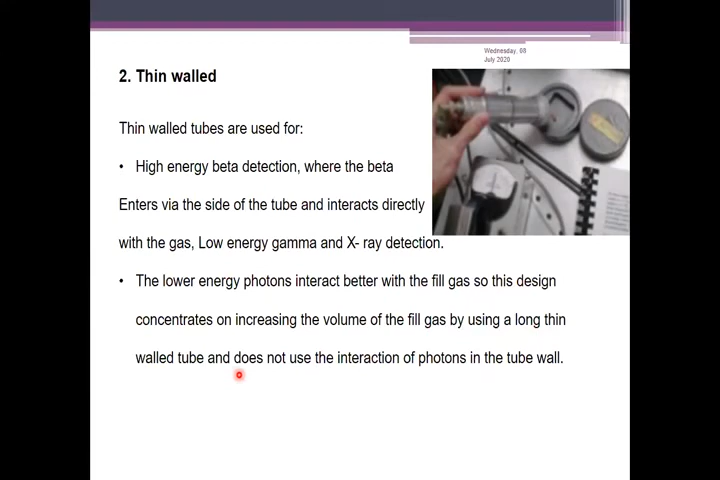 Wednesday, 08
July 2020
2. Thin walled
Thin walled tubes are used for:
• High energy beta detection, where the beta
Enters via the side of the tube and interacts directly
with the gas, Low energy gamma and X- ray detection.
• The lower energy photons interact better with the fill gas so this design
concentrates on increasing the volume of the fill gas by using a long thin
walled tube and does not use the interaction of photons in the tube wall.